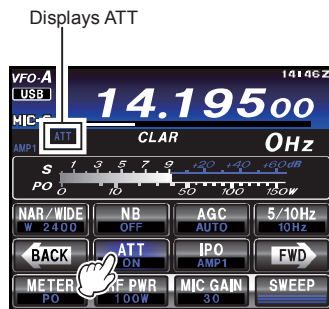 Displays ATT
VFO-A
14146Z
USB
14.19500
MIC
ATT
AMP1
CLAR
0Hz
S 1 3 5 7 9 +20 +40 +60dB
PO 0 10 50 100 150W
NAR/WIDE NB AGC 5/10Hz
W 2400 OFF AUTO 10Hz
BACK ATT IPO FWD
ON AMP1
METER RF PWR MIC GAIN SWEEP
PO 100W 30